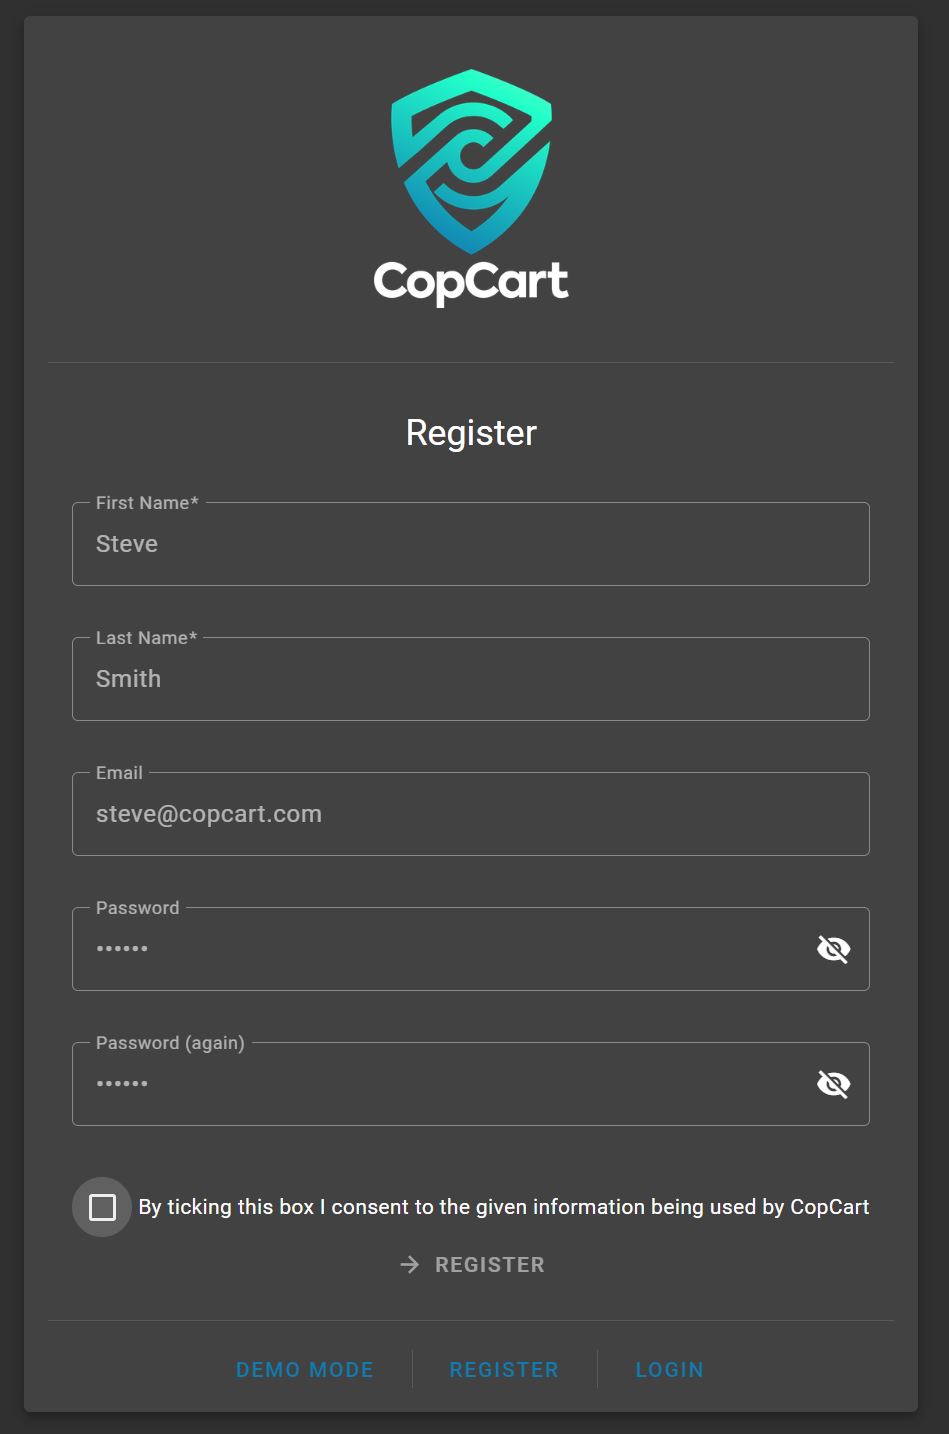 CopCart
Register
First Name*
Steve
Last Name*
Smith
Email
steve@copcart.com
Password
••••••
Password (again)
••••••
By ticking this box I consent to the given information being used by CopCart
REGISTER
DEMO MODE REGISTER LOGIN